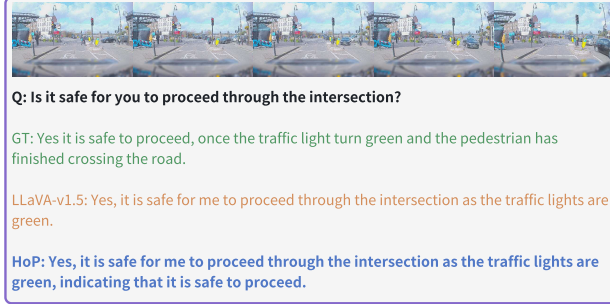 Q: Is it safe for you to proceed through the intersection?
GT: Yes it is safe to proceed, once the traffic light turn green and the pedestrian has
finished crossing the road.
LLaVA-v1.5: Yes, it is safe for me to proceed through the intersection as the traffic lights are
green.
HoP: Yes, it is safe for me to proceed through the intersection as the traffic lights are
green, indicating that it is safe to proceed.